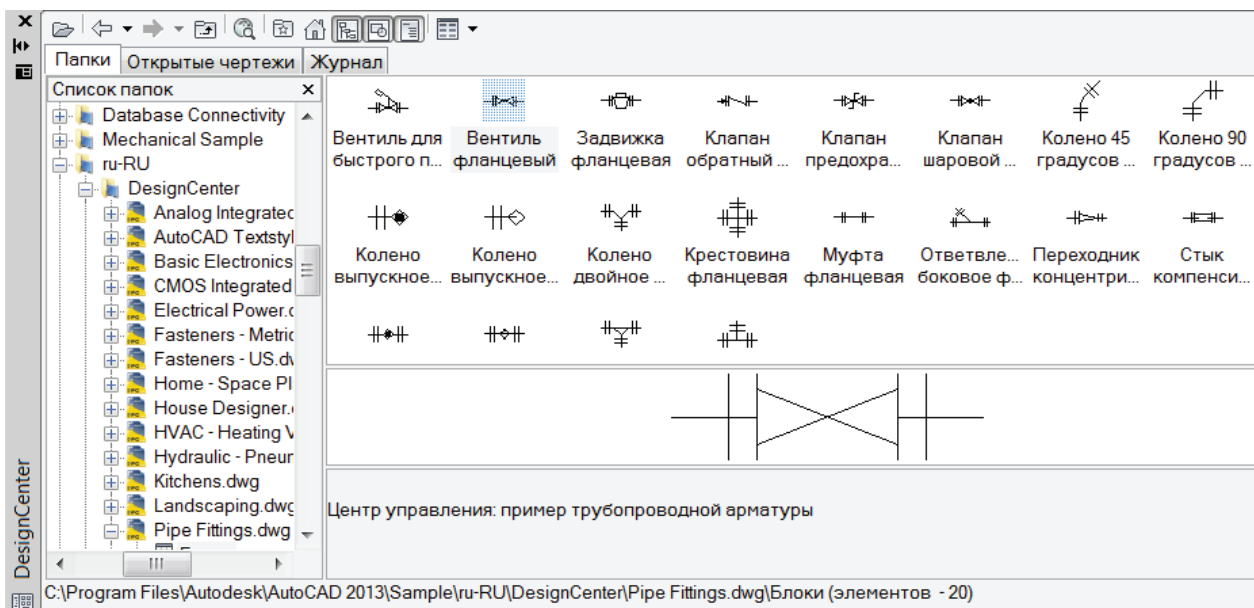 Папки Открытые чертежи Журнал
Список папок
Database Connectivity
Mechanical Sample
ru-RU
DesignCenter
Analog Integratec
AutoCAD Textstyl
Basic Electronics
CMOS Integrated
Electrical Power.
Fasteners - Metric
Fasteners - US.dw
Home - Space Pl
House Designer.
HVAC - Heating V
Hydraulic - Pneur
Kitchens.dwg
Landscaping.dwg
Pipe Fittings.dwg
Вентиль для быстрого п...
Вентиль фланцевый
Задвижка фланцевая
Клапан обратный ...
Клапан предохра...
Клапан шаровой ...
Колено 45 градусов ...
Колено 90 градусов ...
Колено выпускное...
Колено выпускное...
Колено двойное ...
Крестовина фланцевая
Муфта фланцевая
Ответвле... боковое ф...
Переходник концентри...
Стык компенси...
Центр управления: пример трубопроводной арматуры
DesignCenter
C:\Program Files\Autodesk\AutoCAD 2013\Sample\ru-RU\DesignCenter\Pipe Fittings.dwg\Блоки (элементов - 20)